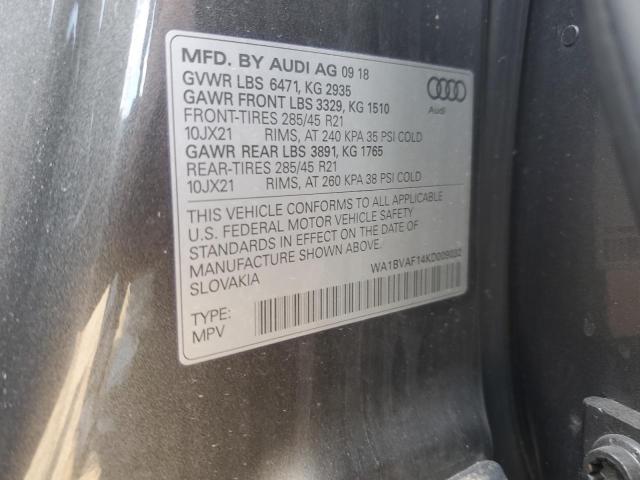 MFD. BY AUDI AG 09 18
GVWR LBS 6471, KG 2935
GAWR FRONT LBS 3329, KG 1510
FRONT-TIRES 285/45 R21
10JX21 RIMS, AT 240 KPA 35 PSI COLD
GAWR REAR LBS 3891, KG 1765
REAR-TIRES 285/45 R21
10JX21 RIMS, AT 260 KPA 38 PSI COLD
Audi
THIS VEHICLE CONFORMS TO ALL APPLICABLE
U.S. FEDERAL MOTOR VEHICLE SAFETY
STANDARDS IN EFFECT ON THE DATE OF
MANUFACTURE SHOWN ABOVE.
SLOVAKIA
WA1BVAF14KD009032
TYPE:
MPV